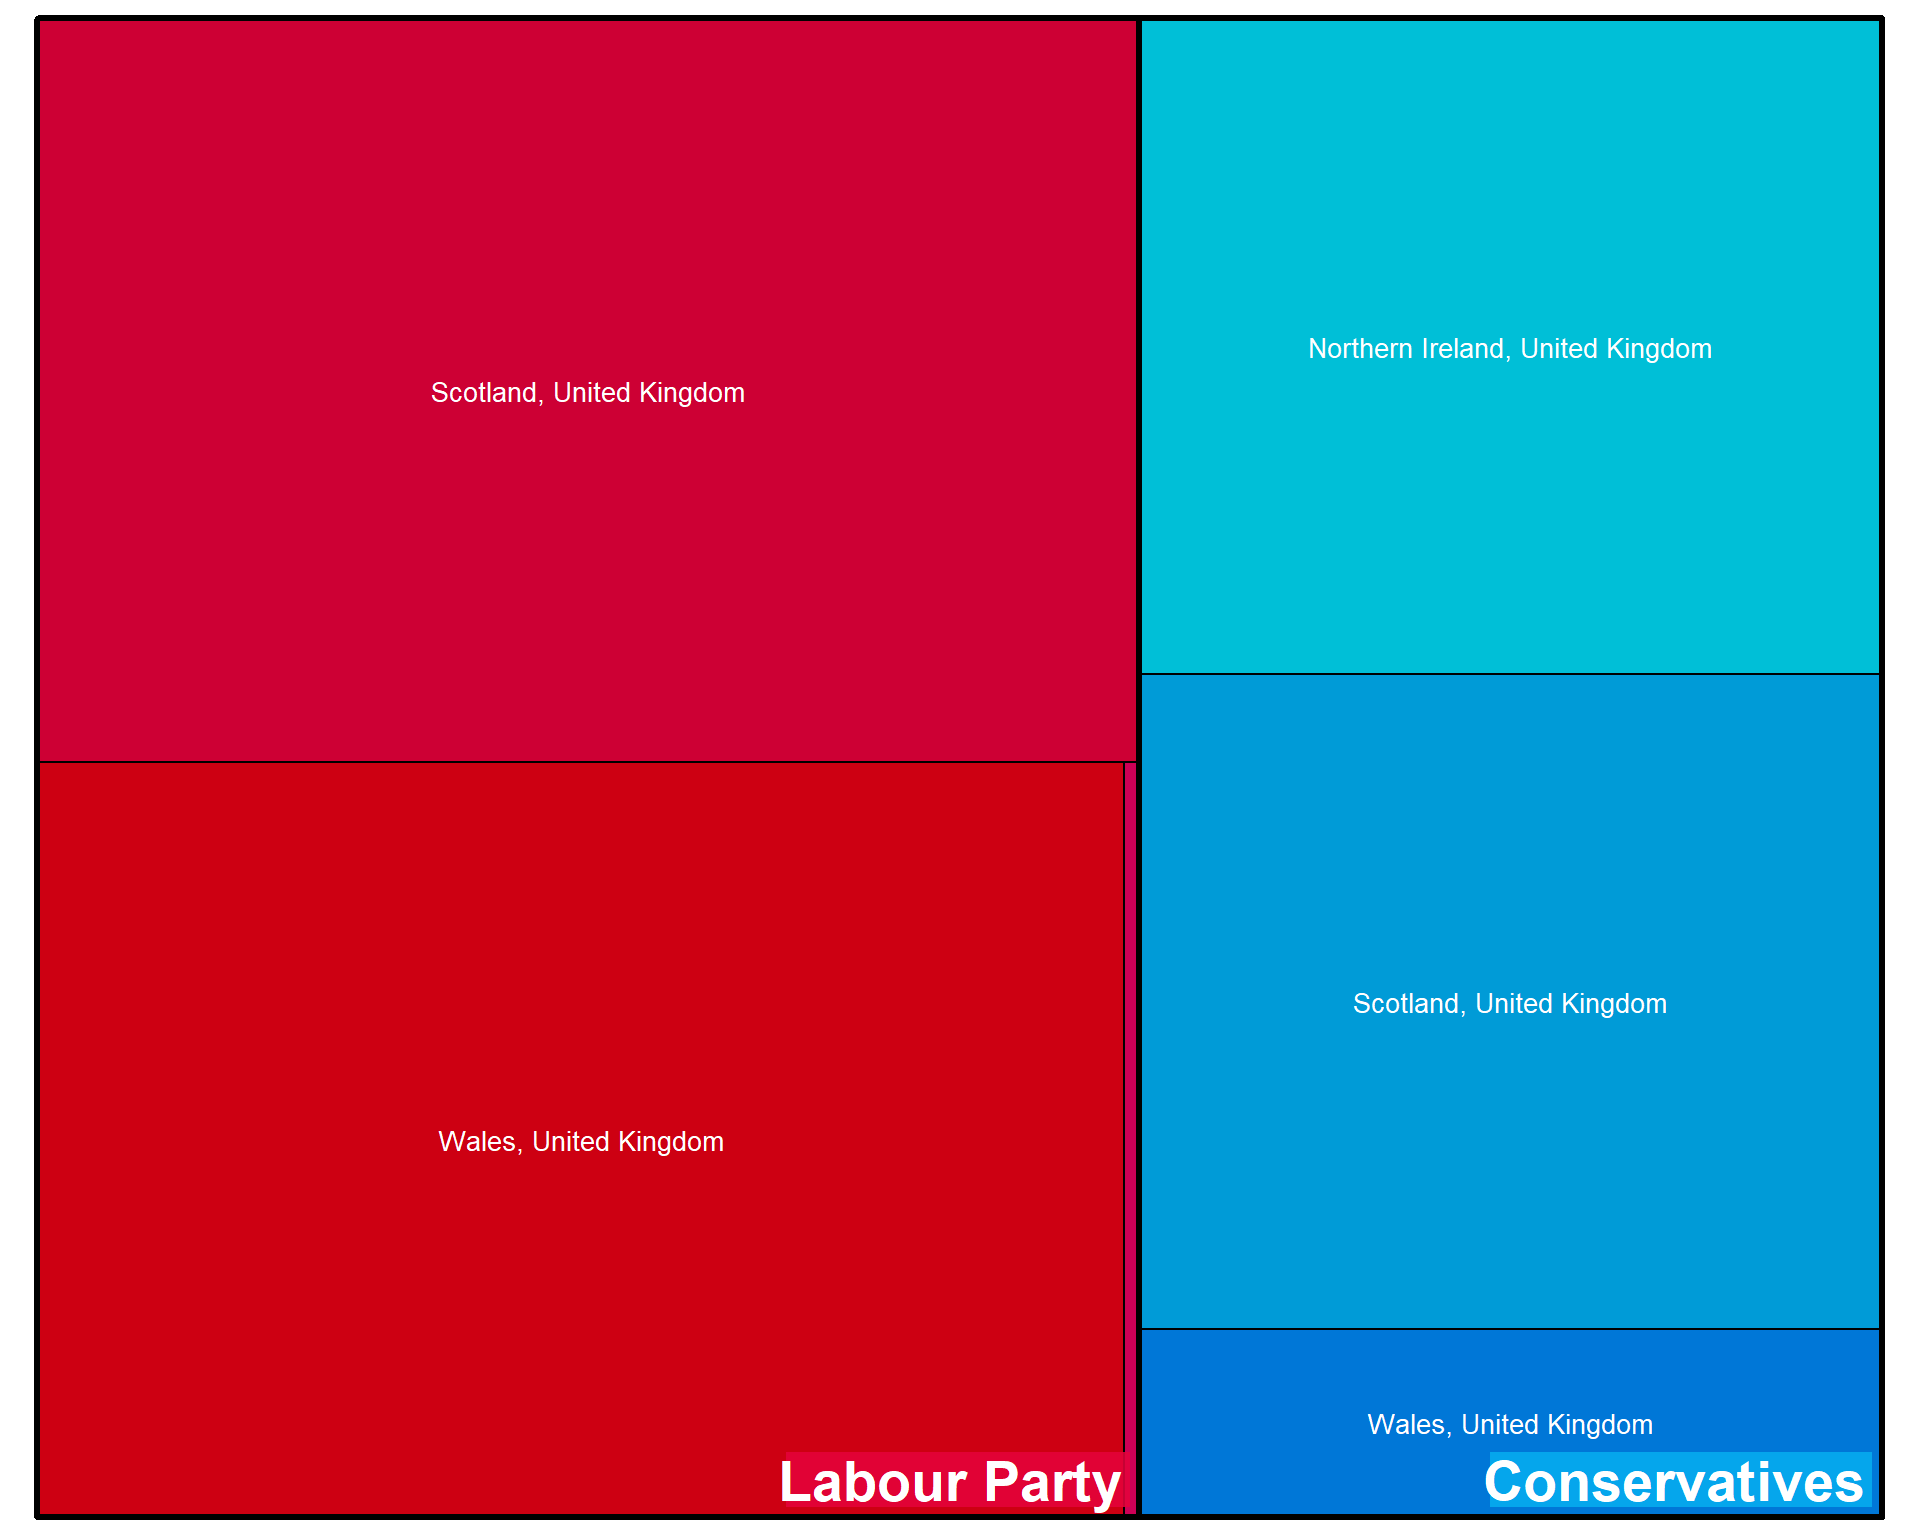 Scotland, United Kingdom
Wales, United Kingdom
Labour Party
Northern Ireland, United Kingdom
Scotland, United Kingdom
Wales, United Kingdom
Conservatives